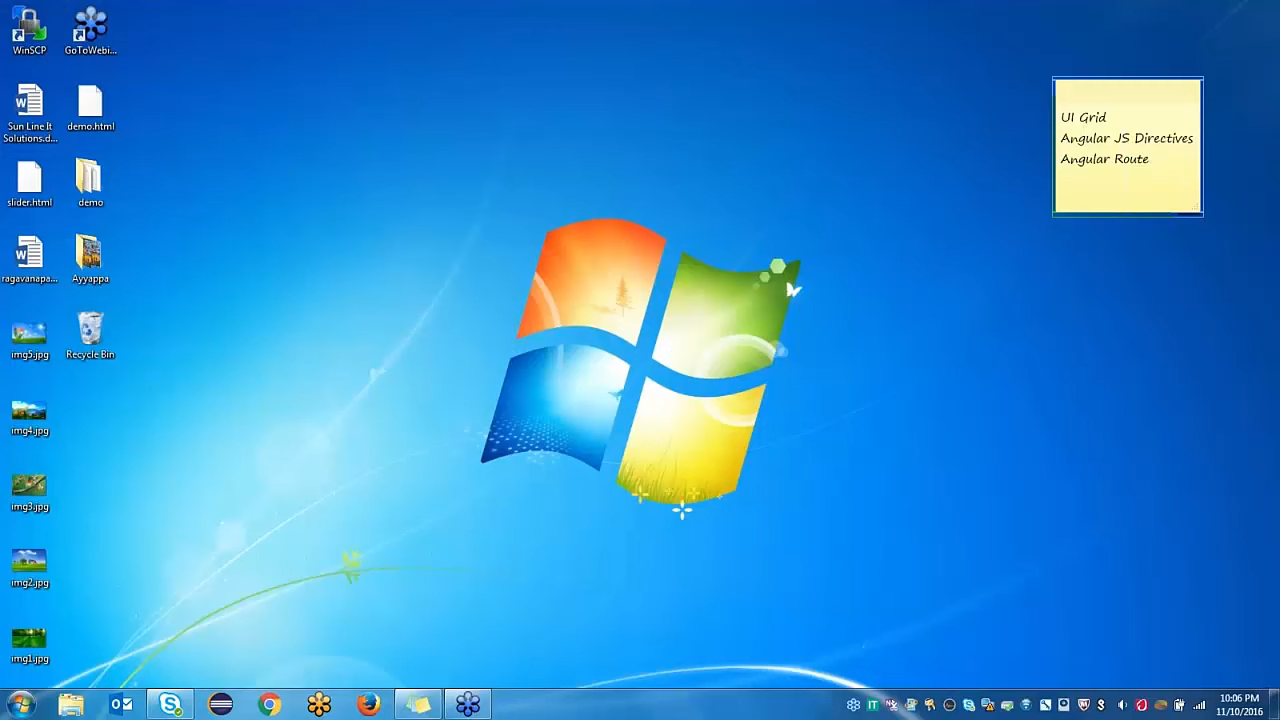 WinSCP
GoToWebi...
Sun Line It
Solutions.d...
demo.html
slider.html
demo
ragavanapa...
Ayyappa
img5.jpg
Recycle Bin
img4.jpg
img3.jpg
img2.jpg
img1.jpg
UI Grid
Angular JS Directives
Angular Route
IT
10:06 PM
11/10/2016